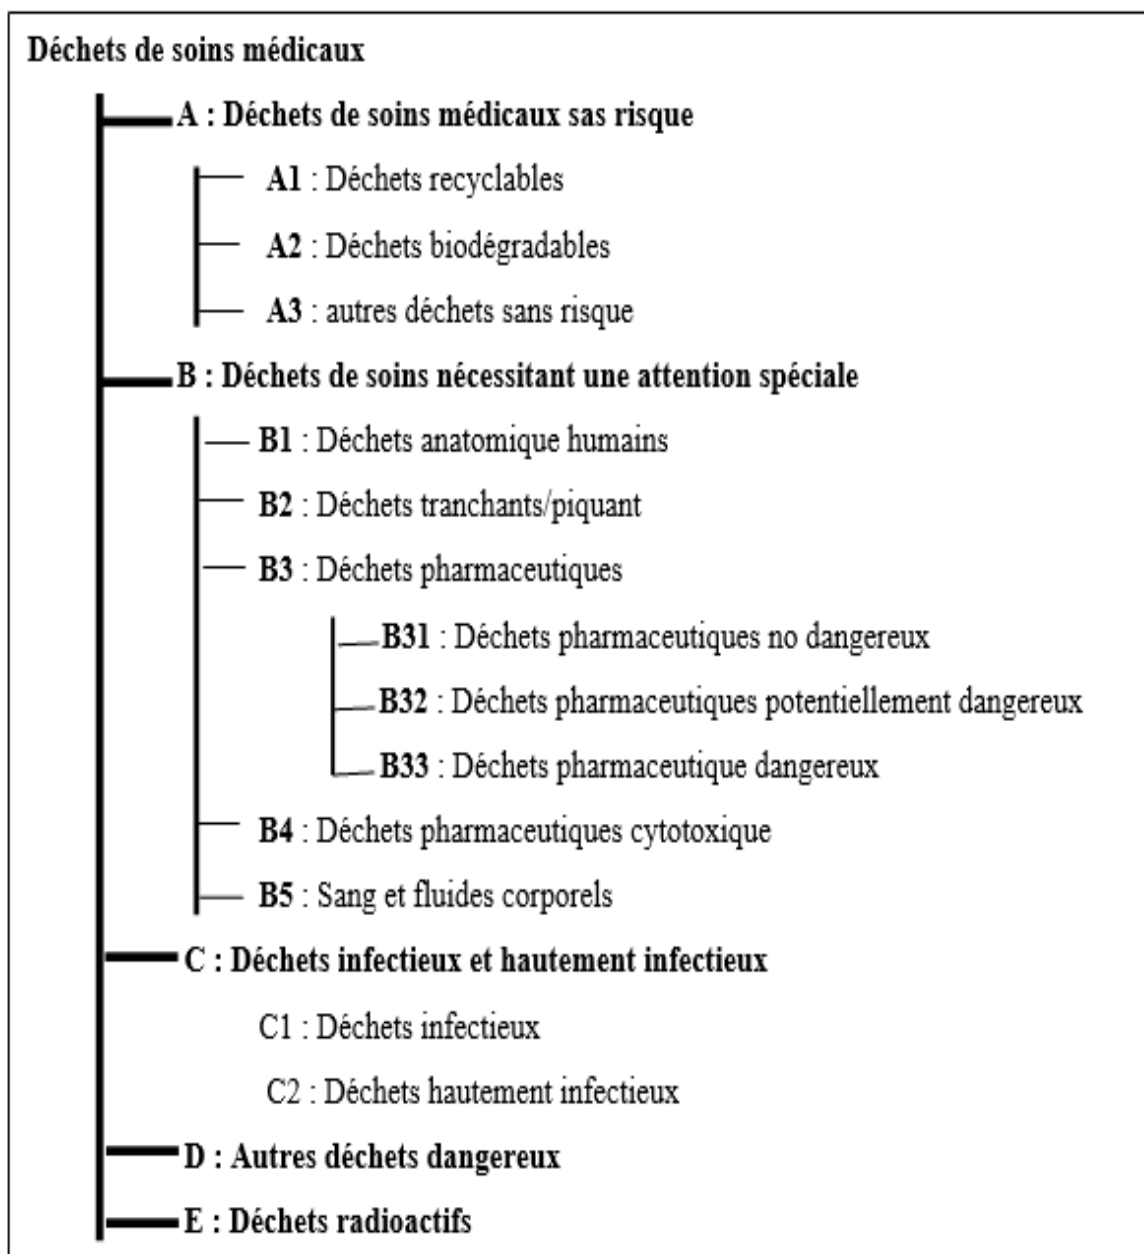 Déchets de soins médicaux
A : Déchets de soins médicaux sas risque
A1 : Déchets recyclables
A2 : Déchets biodégradables
A3 : autres déchets sans risque
B : Déchets de soins nécessitant une attention spéciale
B1 : Déchets anatomique humains
B2 : Déchets tranchants/piquant
B3 : Déchets pharmaceutiques
B31 : Déchets pharmaceutiques no dangereux
B32 : Déchets pharmaceutiques potentiellement dangereux
B33 : Déchets pharmaceutique dangereux
B4 : Déchets pharmaceutiques cytotoxique
B5 : Sang et fluides corporels
C : Déchets infectieux et hautement infectieux
C1 : Déchets infectieux
C2 : Déchets hautement infectieux
D : Autres déchets dangereux
E : Déchets radioactifs